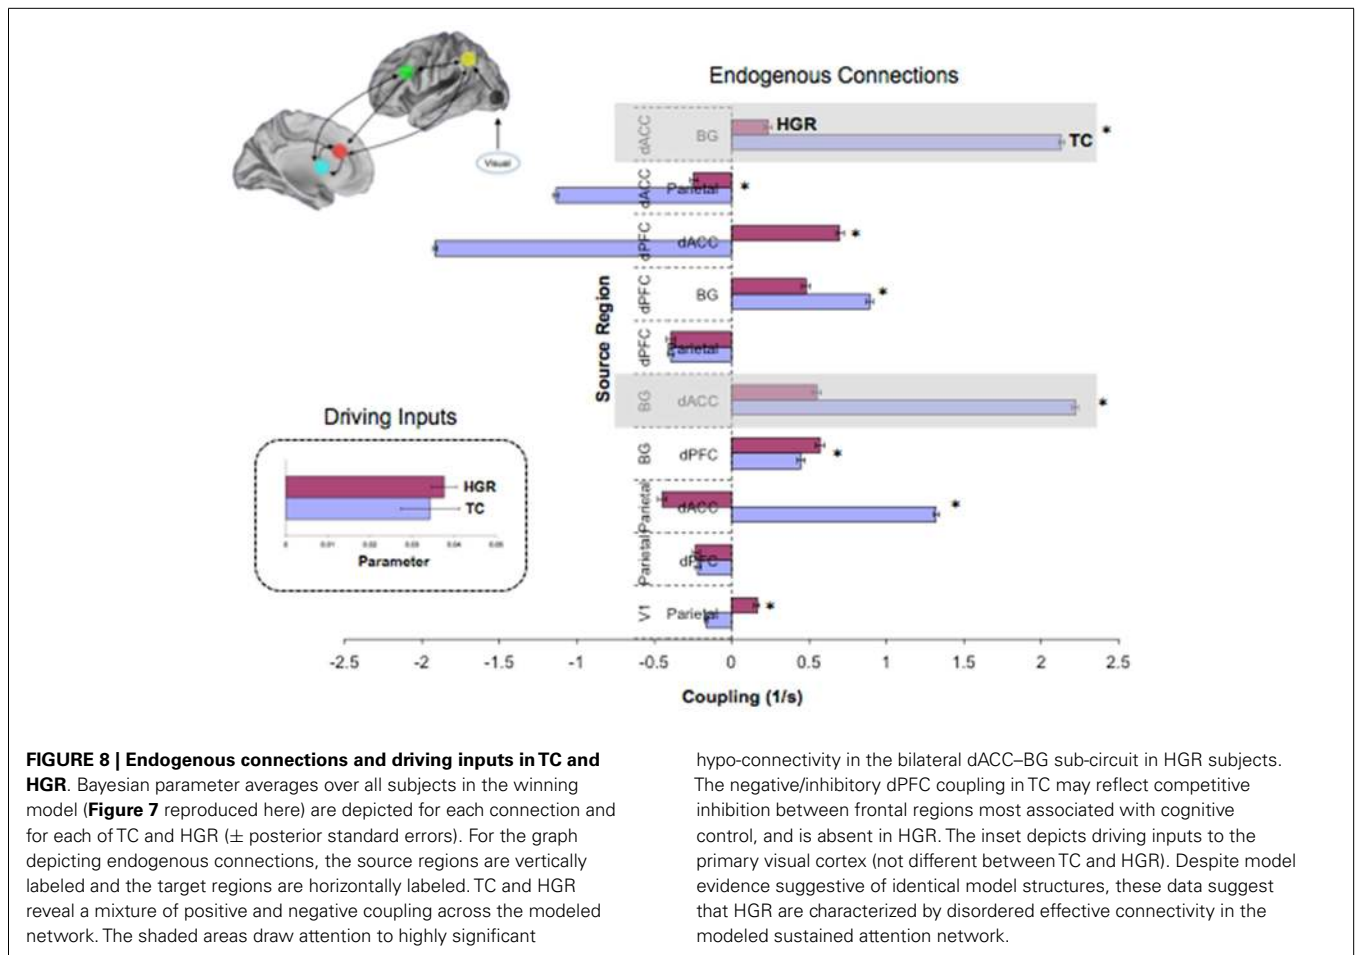 Endogenous Connections
Visual
dACC BG HGR
TC *
dACC Parietal *
dPFC dACC *
dPFC BG *
dPFC Parietal
BG dACC *
BG dPFC *
Parietal dACC *
Parietal dPFC
V1 Parietal *
Source Region
-2.5 -2 -1.5 -1 -0.5 0 0.5 1 1.5 2 2.5
Coupling (1/s)
Driving Inputs
HGR
TC
0 0.01 0.02 0.03 0.04 0.05
Parameter
FIGURE 8 | Endogenous connections and driving inputs in TC and
HGR. Bayesian parameter averages over all subjects in the winning
model (Figure 7 reproduced here) are depicted for each connection and
for each of TC and HGR (± posterior standard errors). For the graph
depicting endogenous connections, the source regions are vertically
labeled and the target regions are horizontally labeled. TC and HGR
reveal a mixture of positive and negative coupling across the modeled
network. The shaded areas draw attention to highly significant
hypo-connectivity in the bilateral dACC–BG sub-circuit in HGR subjects.
The negative/inhibitory dPFC coupling in TC may reflect competitive
inhibition between frontal regions most associated with cognitive
control, and is absent in HGR. The inset depicts driving inputs to the
primary visual cortex (not different between TC and HGR). Despite model
evidence suggestive of identical model structures, these data suggest
that HGR are characterized by disordered effective connectivity in the
modeled sustained attention network.